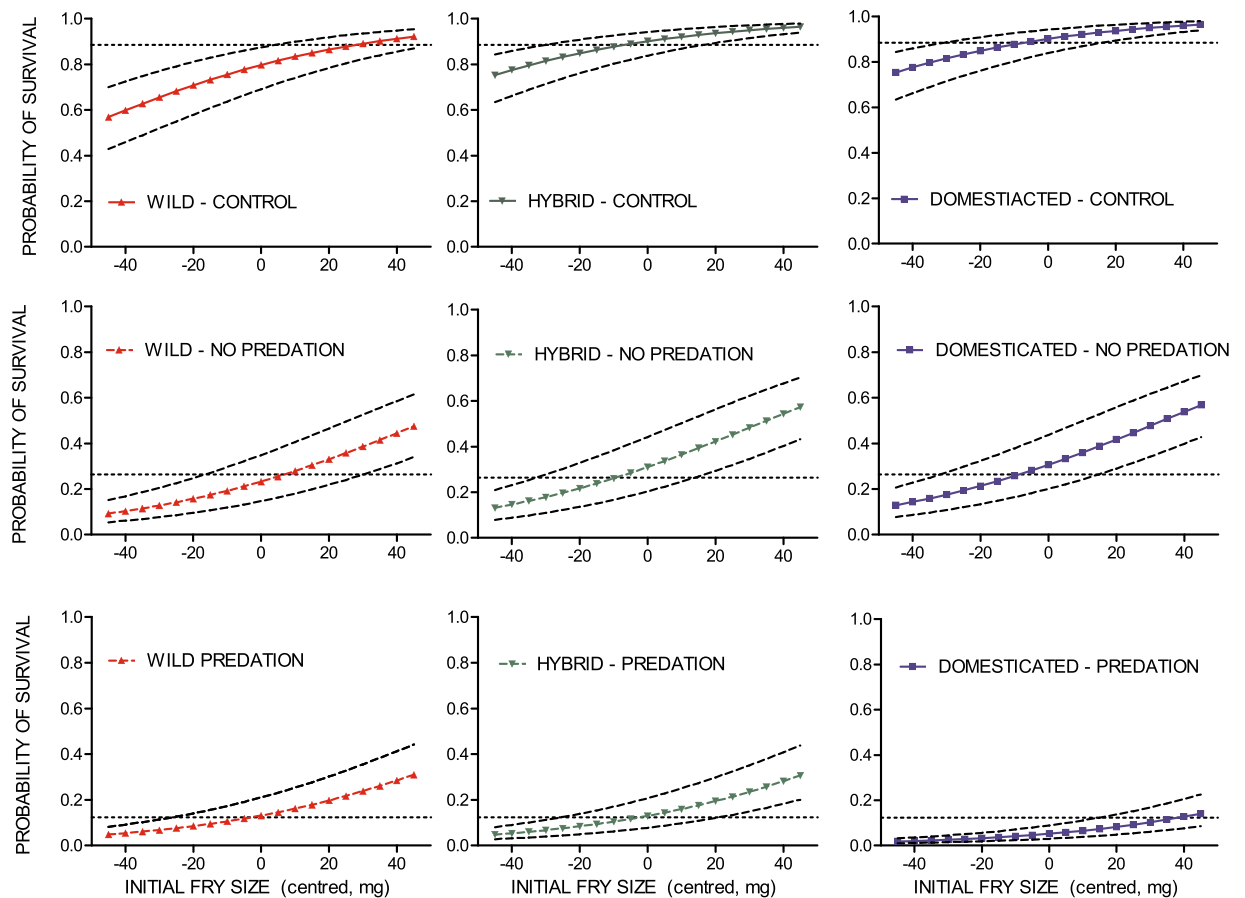 PROBABILITY OF SURVIVAL
1.0 0.8 0.6 0.4 0.2 0.0
WILD - CONTROL
-40 -20 0 20 40
1.0 0.8 0.6 0.4 0.2 0.0
HYBRID - CONTROL
-40 -20 0 20 40
1.0 0.8 0.6 0.4 0.2 0.0
DOMESTIACTED - CONTROL
-40 -20 0 20 40
PROBABILITY OF SURVIVAL
1.0 0.8 0.6 0.4 0.2 0.0
WILD - NO PREDATION
-40 -20 0 20 40
1.0 0.8 0.6 0.4 0.2 0.0
HYBRID - NO PREDATION
-40 -20 0 20 40
1.0 0.8 0.6 0.4 0.2 0.0
DOMESTICATED - NO PREDATION
-40 -20 0 20 40
PROBABILITY OF SURVIVAL
1.0 0.8 0.6 0.4 0.2 0.0
WILD PREDATION
-40 -20 0 20 40
INITIAL FRY SIZE (centred, mg)
1.0 0.8 0.6 0.4 0.2 0.0
HYBRID - PREDATION
-40 -20 0 20 40
INITIAL FRY SIZE (centred, mg)
1.0 0.8 0.6 0.4 0.2 0.0
DOMESTICATED - PREDATION
-40 -20 0 20 40
INITIAL FRY SIZE (centred, mg)